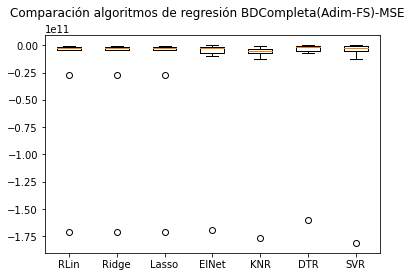 Comparación algoritmos de regresión BDCompleta(Adim-FS)-MSE
1e11
0.00
−0.25
−0.50
−0.75
−1.00
−1.25
−1.50
−1.75
RLin Ridge Lasso ElNet KNR DTR SVR